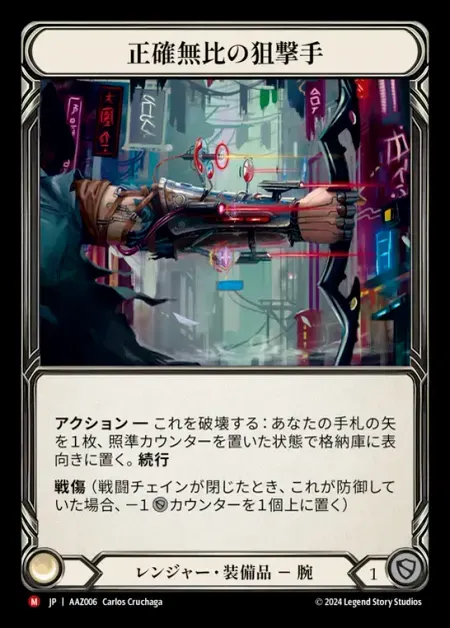 正確無比の狙撃手
アクション ー これを破壊する：あなたの手札の矢
を1枚、照準カウンターを置いた状態で格納庫に表
向きに置く。続行
戦傷（戦闘チェインが閉じたとき、これが防御して
いた場合、－1カウンターを1個上に置く）
レンジャー・装備品 － 腕
1
M JP | AAZ006 Carlos Cruchaga
© 2024 Legend Story Studios